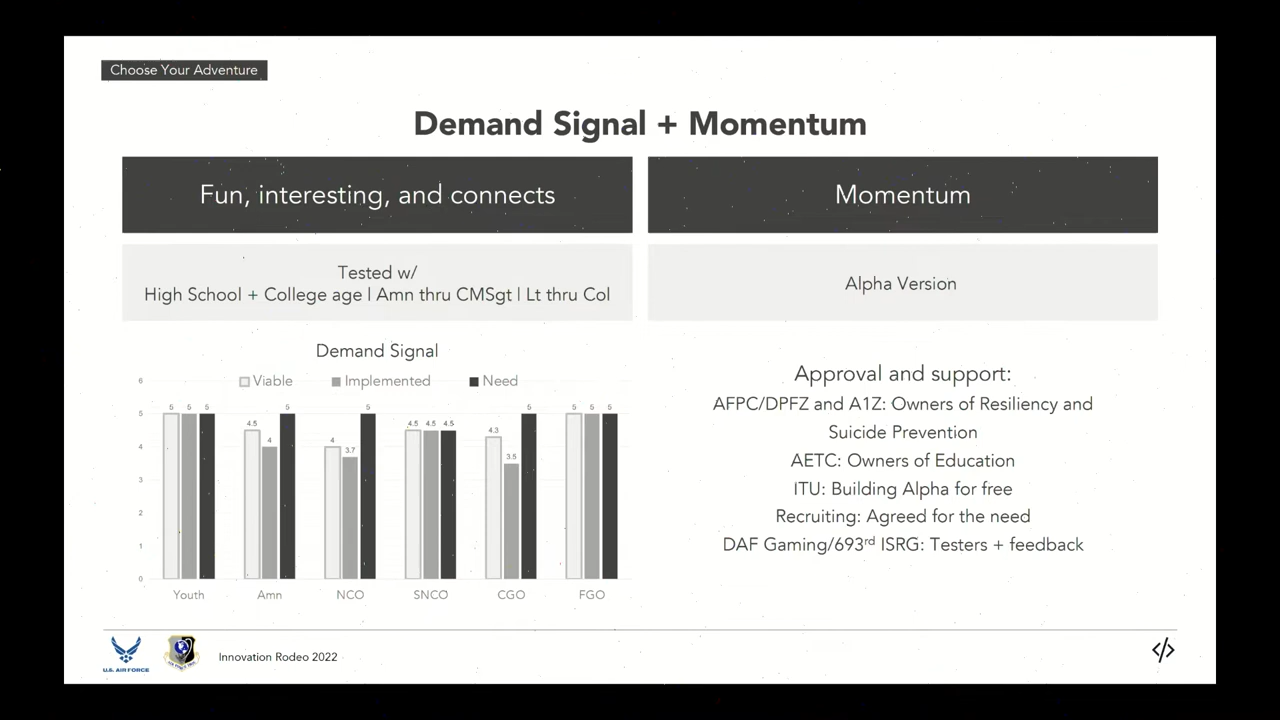 Choose Your Adventure
Demand Signal + Momentum
Fun, interesting, and connects
Tested w/
High School + College age | Amn thru CMSgt | Lt thru Col
Demand Signal
Viable Implemented Need
6
5
4
3
2
1
0
5 5 5
4.5 4 5
4 3.7 5
4.5 4.5 4.5
4.3 3.5 5
5 5 5
Youth Amn NCO SNCO CGO FGO
Momentum
Alpha Version
Approval and support:
AFPC/DPFZ and A1Z: Owners of Resiliency and
Suicide Prevention
AETC: Owners of Education
ITU: Building Alpha for free
Recruiting: Agreed for the need
DAF Gaming/693rd ISRG: Testers + feedback
U.S. AIR FORCE
Innovation Rodeo 2022
</>